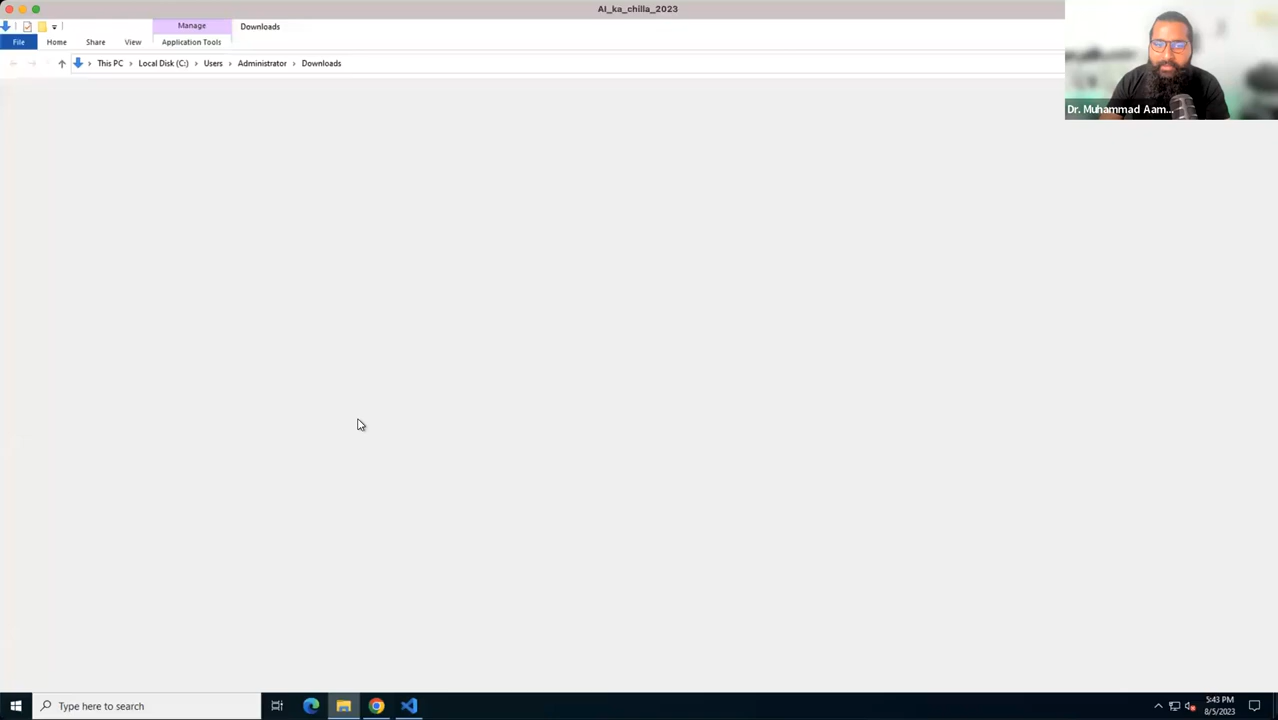 AI_ka_chilla_2023
Manage
Downloads
File
Home
Share
View
Application Tools
This PC
Local Disk (C:)
Users
Administrator
Downloads
Dr. Muhammad Aam...
Type here to search
5:43 PM
8/5/2023